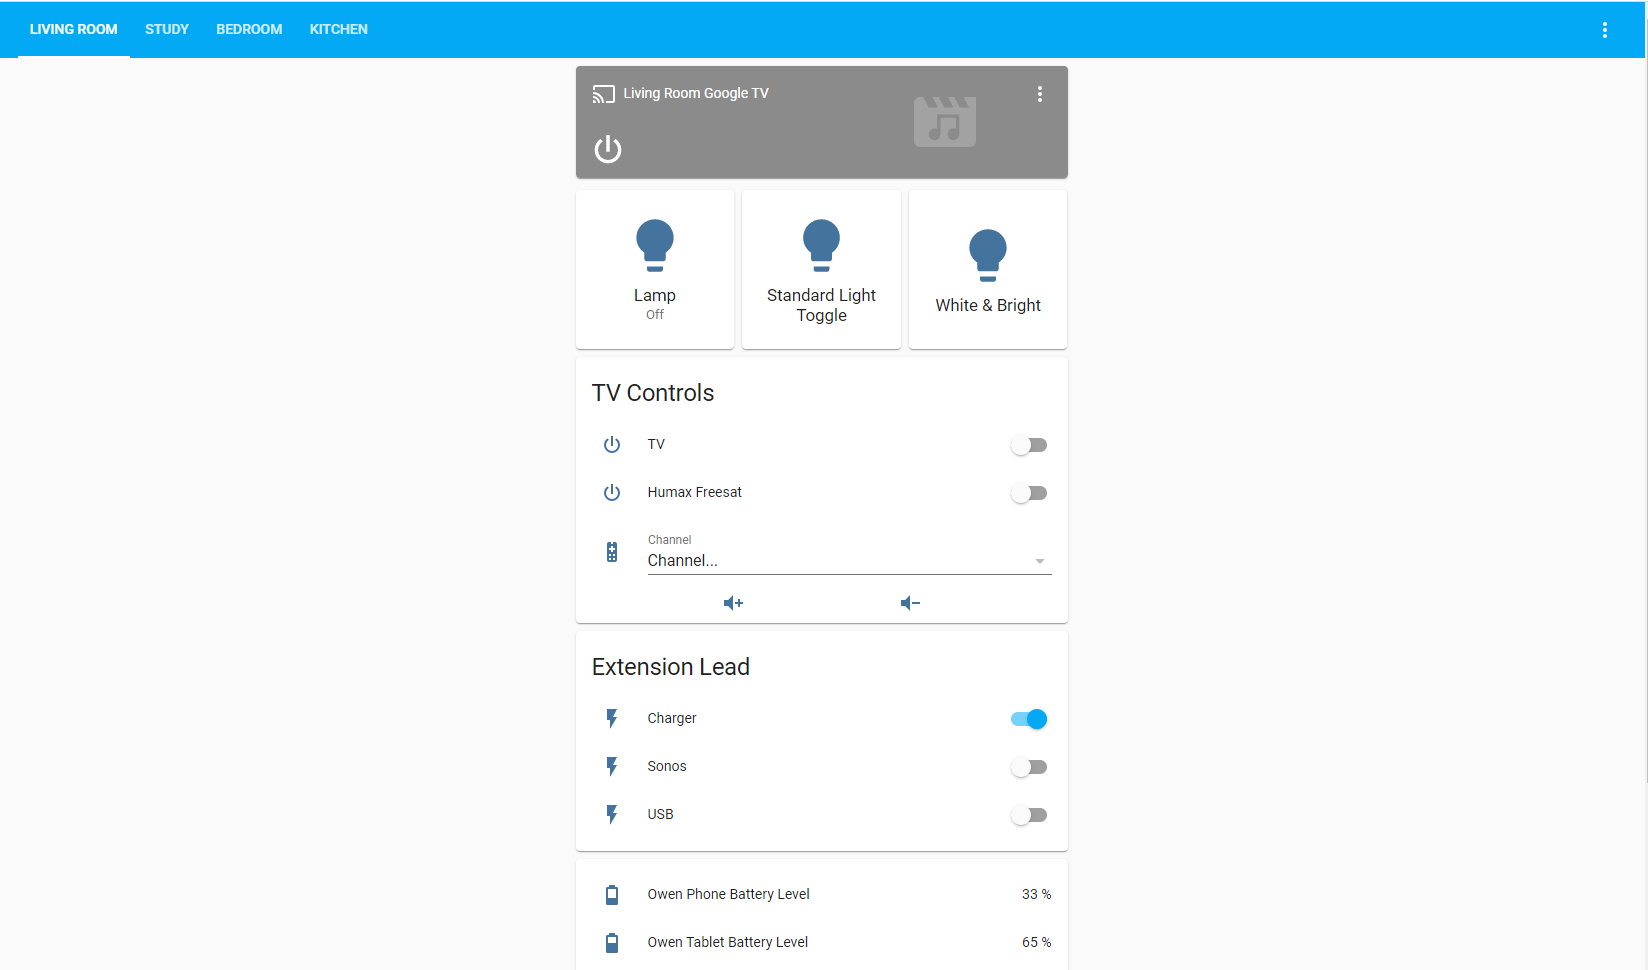 LIVING ROOM STUDY BEDROOM KITCHEN
Living Room Google TV
Lamp
Off
Standard Light
Toggle
White & Bright
TV Controls
TV
Humax Freesat
Channel
Channel...
Extension Lead
Charger
Sonos
USB
Owen Phone Battery Level 33 %
Owen Tablet Battery Level 65 %